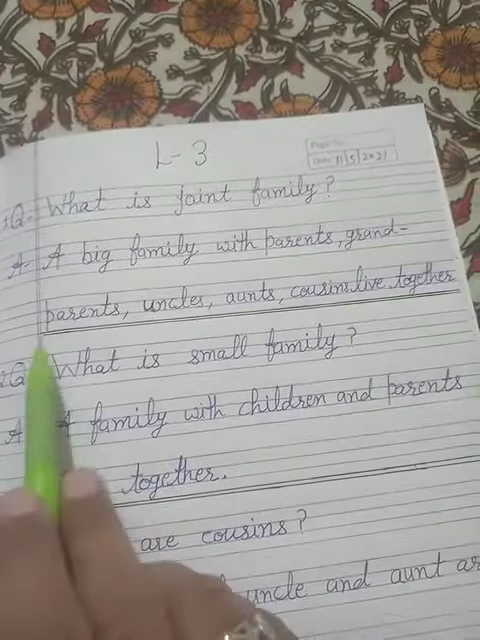 L-3
Page No.
Date 11 5 2021
Q- What is joint family?
A- A big family with parents, grand-
parents, uncles, aunts, cousins live together
Q What is small family?
A family with children and parents
together.
are cousins?
uncle and aunt ar